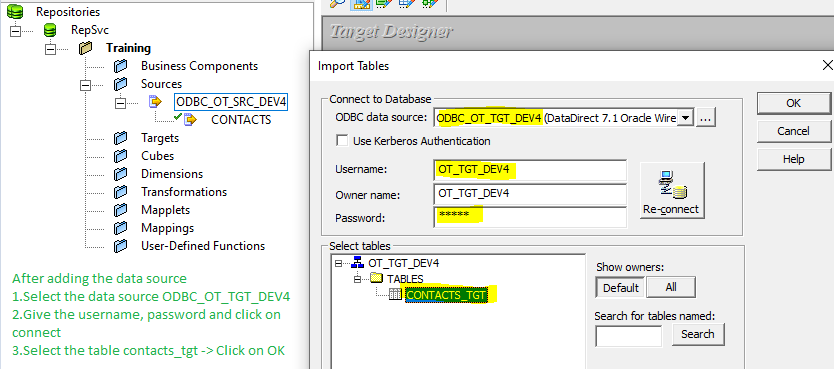 Repositories
RepSvc
Training
Business Components
Sources
ODBC_OT_SRC_DEV4
CONTACTS
Targets
Cubes
Dimensions
Transformations
Mapplets
Mappings
User-Defined Functions
After adding the data source
1.Select the data source ODBC_OT_TGT_DEV4
2.Give the username, password and click on
connect
3.Select the table contacts_tgt -> Click on OK
Target Designer
Import Tables
Connect to Database
ODBC data source:
ODBC_OT_TGT_DEV4 (DataDirect 7.1 Oracle Wire
...
Use Kerberos Authentication
Username:
OT_TGT_DEV4
Owner name:
OT_TGT_DEV4
Password:
*****
Re-connect
OK
Cancel
Help
Select tables
OT_TGT_DEV4
TABLES
CONTACTS_TGT
Show owners:
Default
All
Search for tables named:
Search